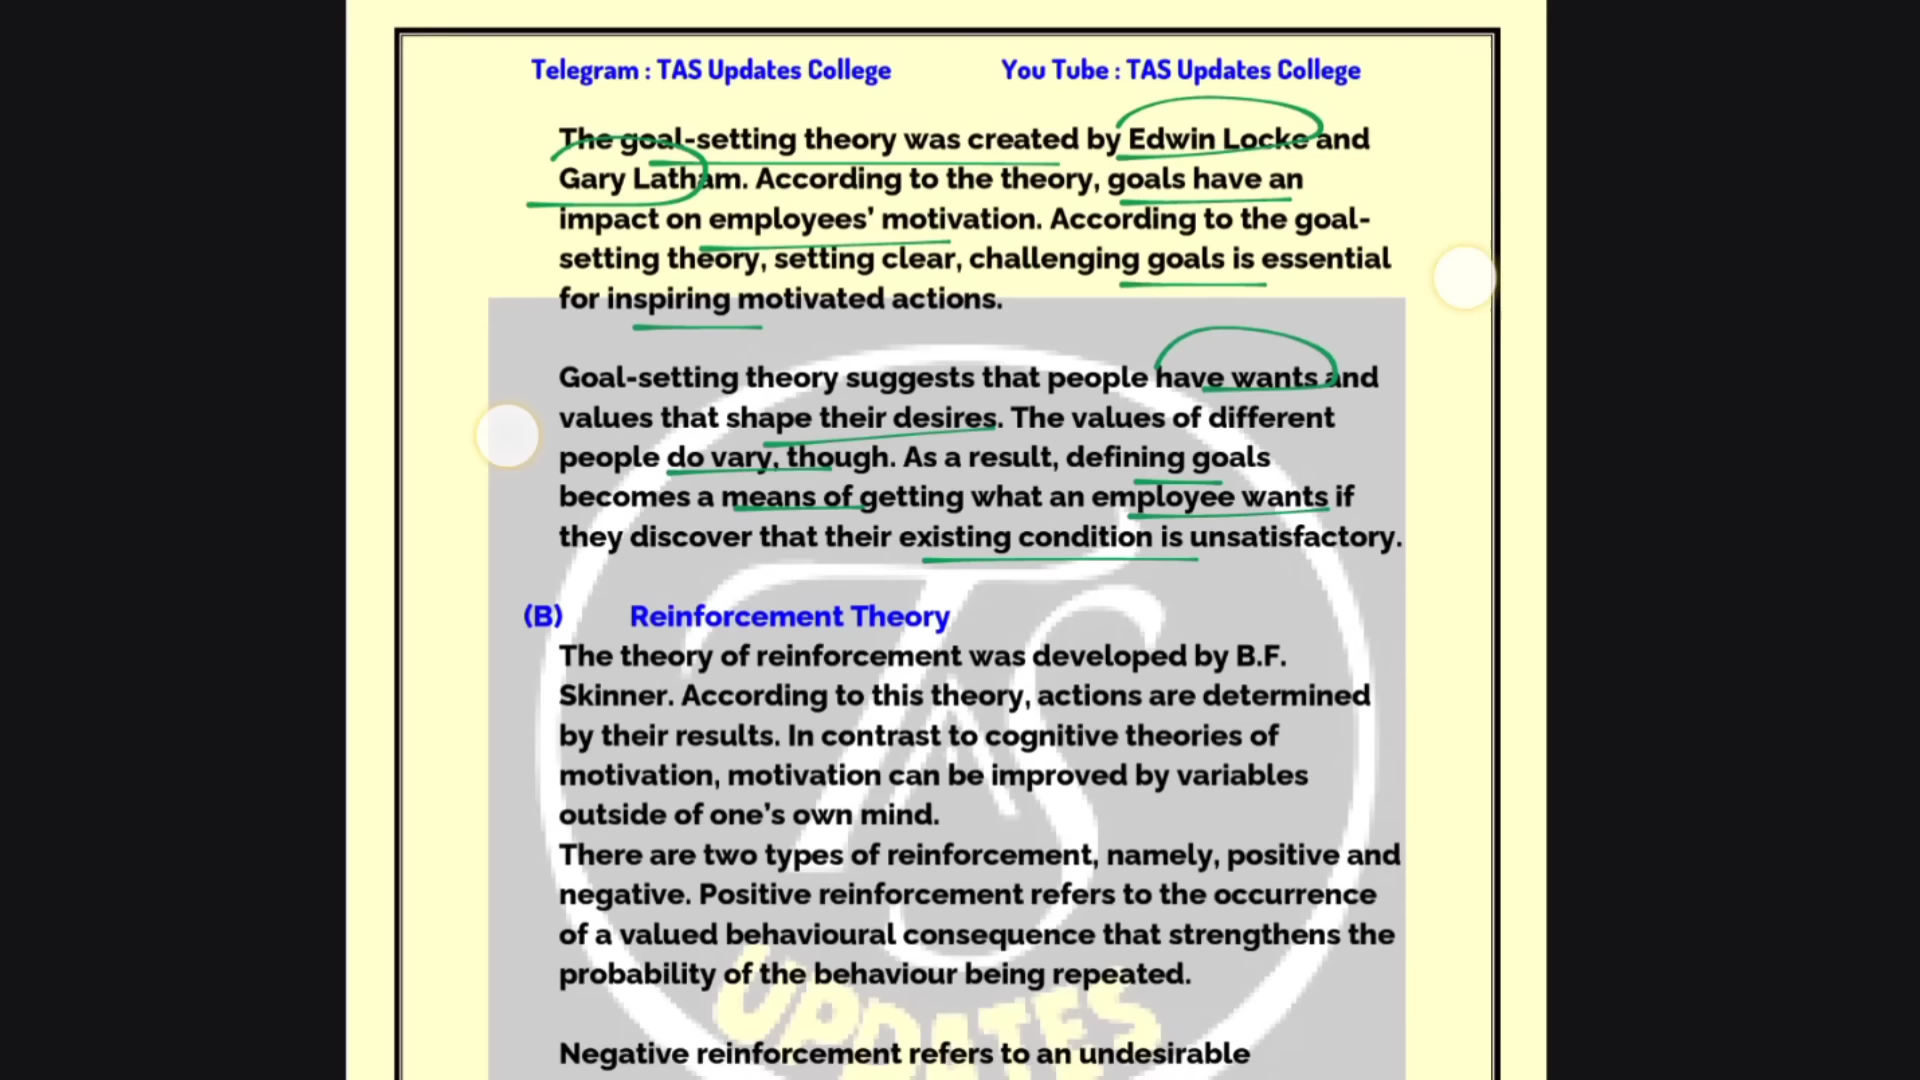 Telegram : TAS Updates College You Tube : TAS Updates College
The goal-setting theory was created by Edwin Locke and
Gary Latham. According to the theory, goals have an
impact on employees’ motivation. According to the goal-
setting theory, setting clear, challenging goals is essential
for inspiring motivated actions.
Goal-setting theory suggests that people have wants and
values that shape their desires. The values of different
people do vary, though. As a result, defining goals
becomes a means of getting what an employee wants if
they discover that their existing condition is unsatisfactory.
(B) Reinforcement Theory
The theory of reinforcement was developed by B.F.
Skinner. According to this theory, actions are determined
by their results. In contrast to cognitive theories of
motivation, motivation can be improved by variables
outside of one’s own mind.
There are two types of reinforcement, namely, positive and
negative. Positive reinforcement refers to the occurrence
of a valued behavioural consequence that strengthens the
probability of the behaviour being repeated.
Negative reinforcement refers to an undesirable
TAS
UPDATES